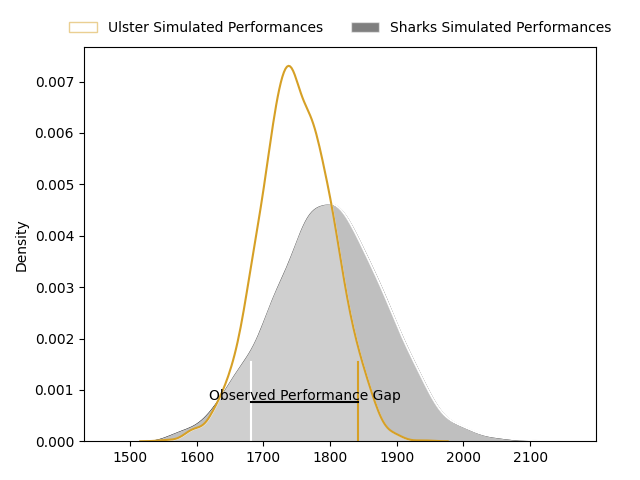 Ulster Simulated Performances
Sharks Simulated Performances
Density
0.007
0.006
0.005
0.004
0.003
0.002
0.001
0.000
Observed Performance Gap
1500 1600 1700 1800 1900 2000 2100